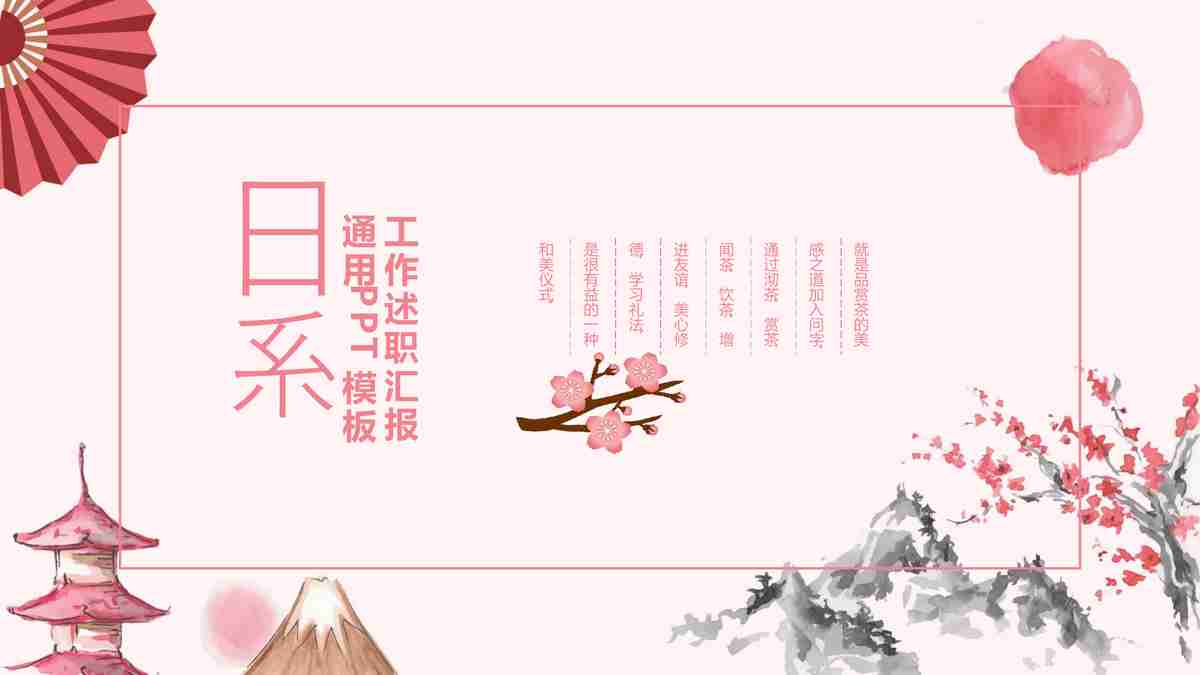 日系
工作述职汇报
通用PPT模板
就是品赏茶的美
感之道加入问字,
通过沏茶、赏茶、
闻茶、饮茶、增
进友谊,美心修
德,学习礼法,
是很有益的一种
和美仪式,